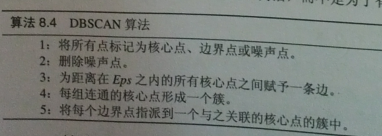 算法 8.4 DBSCAN 算法
1：将所有点标记为核心点、边界点或噪声点。
2：删除噪声点。
3：为距离在 Eps 之内的所有核心点之间赋予一条边。
4：每组连通的核心点形成一个簇。
5：将每个边界点指派到一个与之关联的核心点的簇中。